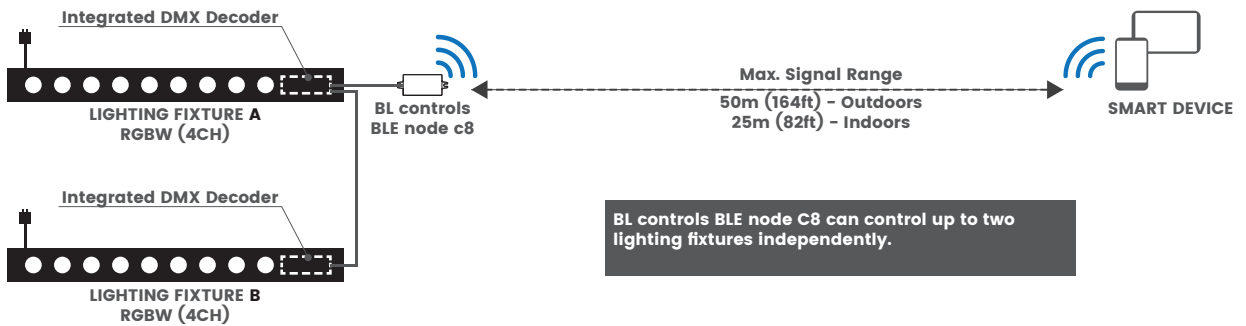 Integrated DMX Decoder
LIGHTING FIXTURE A
RGBW (4CH)
BL controls
BLE node c8
Max. Signal Range
50m (164ft) - Outdoors
25m (82ft) - Indoors
SMART DEVICE
Integrated DMX Decoder
LIGHTING FIXTURE B
RGBW (4CH)
BL controls BLE node C8 can control up to two
lighting fixtures independently.